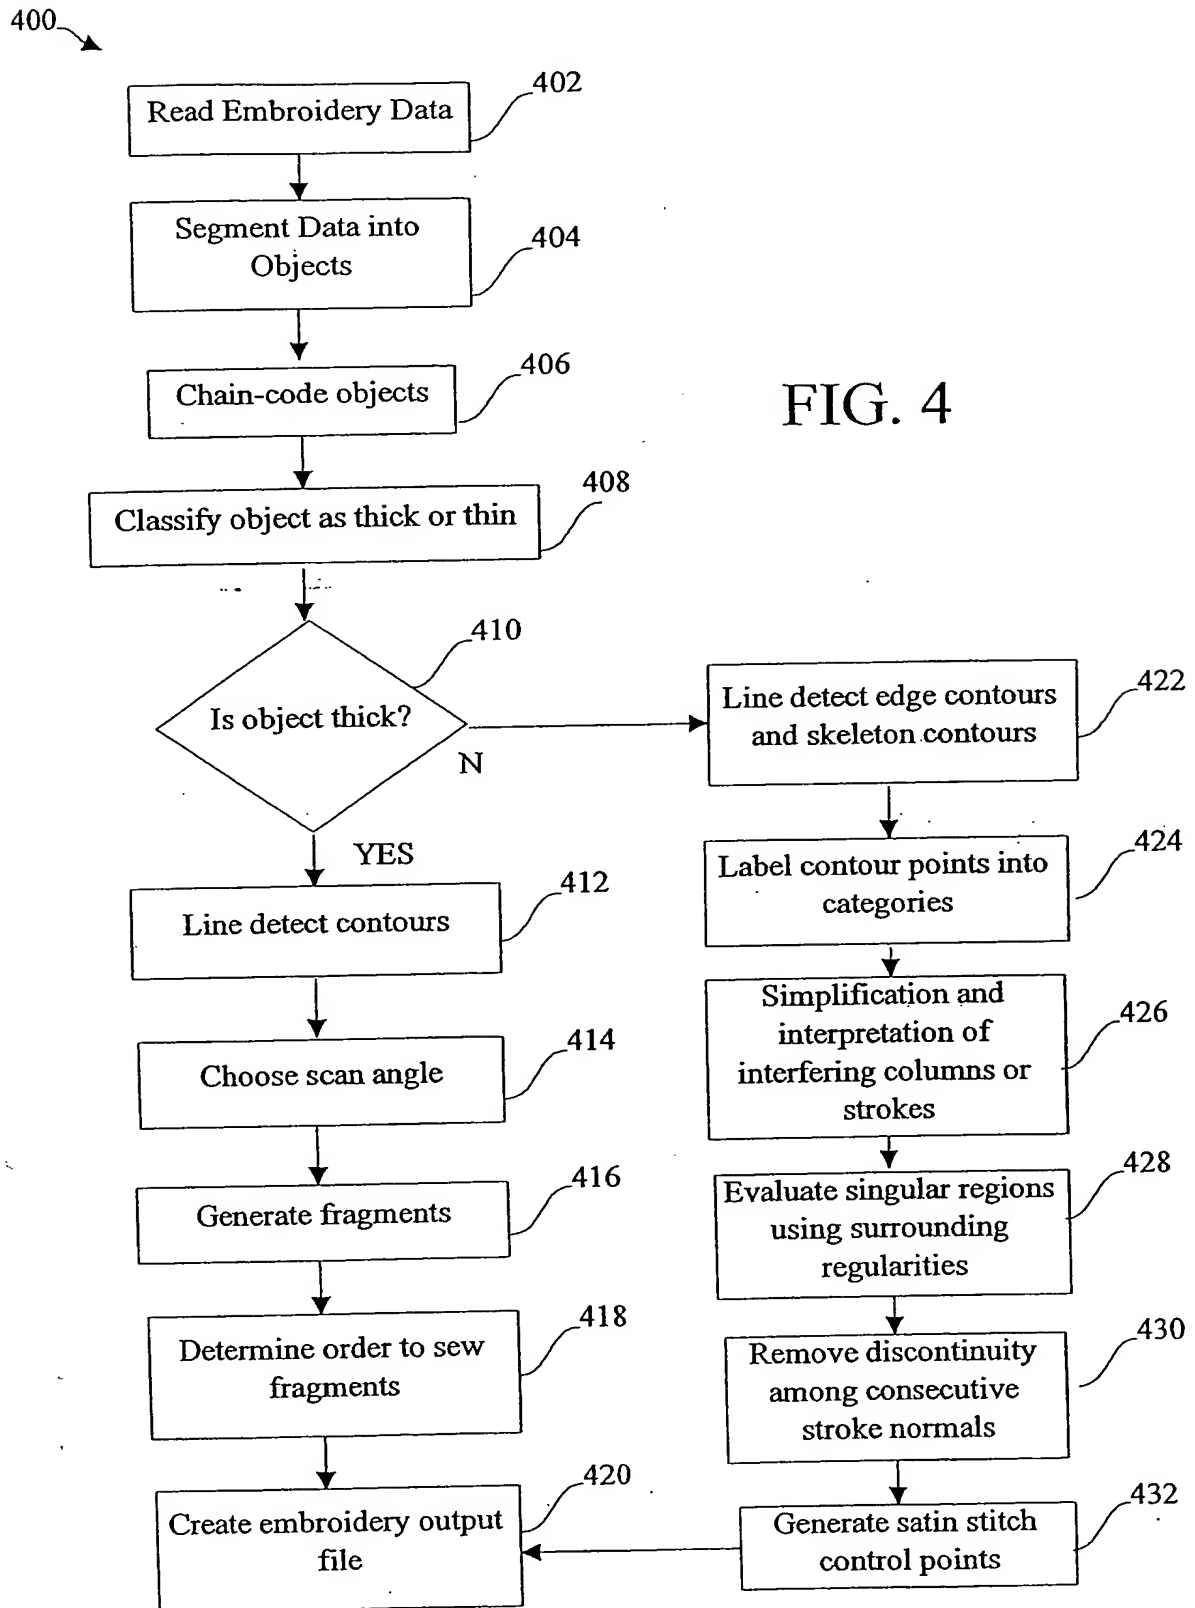 400
Read Embroidery Data
402
Segment Data into
Objects
404
Chain-code objects
406
FIG. 4
Classify object as thick or thin
408
Is object thick?
410
N
YES
Line detect contours
412
Choose scan angle
414
Generate fragments
416
Determine order to sew
fragments
418
Create embroidery output
file
420
Line detect edge contours
and skeleton contours
422
Label contour points into
categories
424
Simplification and
interpretation of
interfering columns or
strokes
426
Evaluate singular regions
using surrounding
regularities
428
Remove discontinuity
among consecutive
stroke normals
430
Generate satin stitch
control points
432